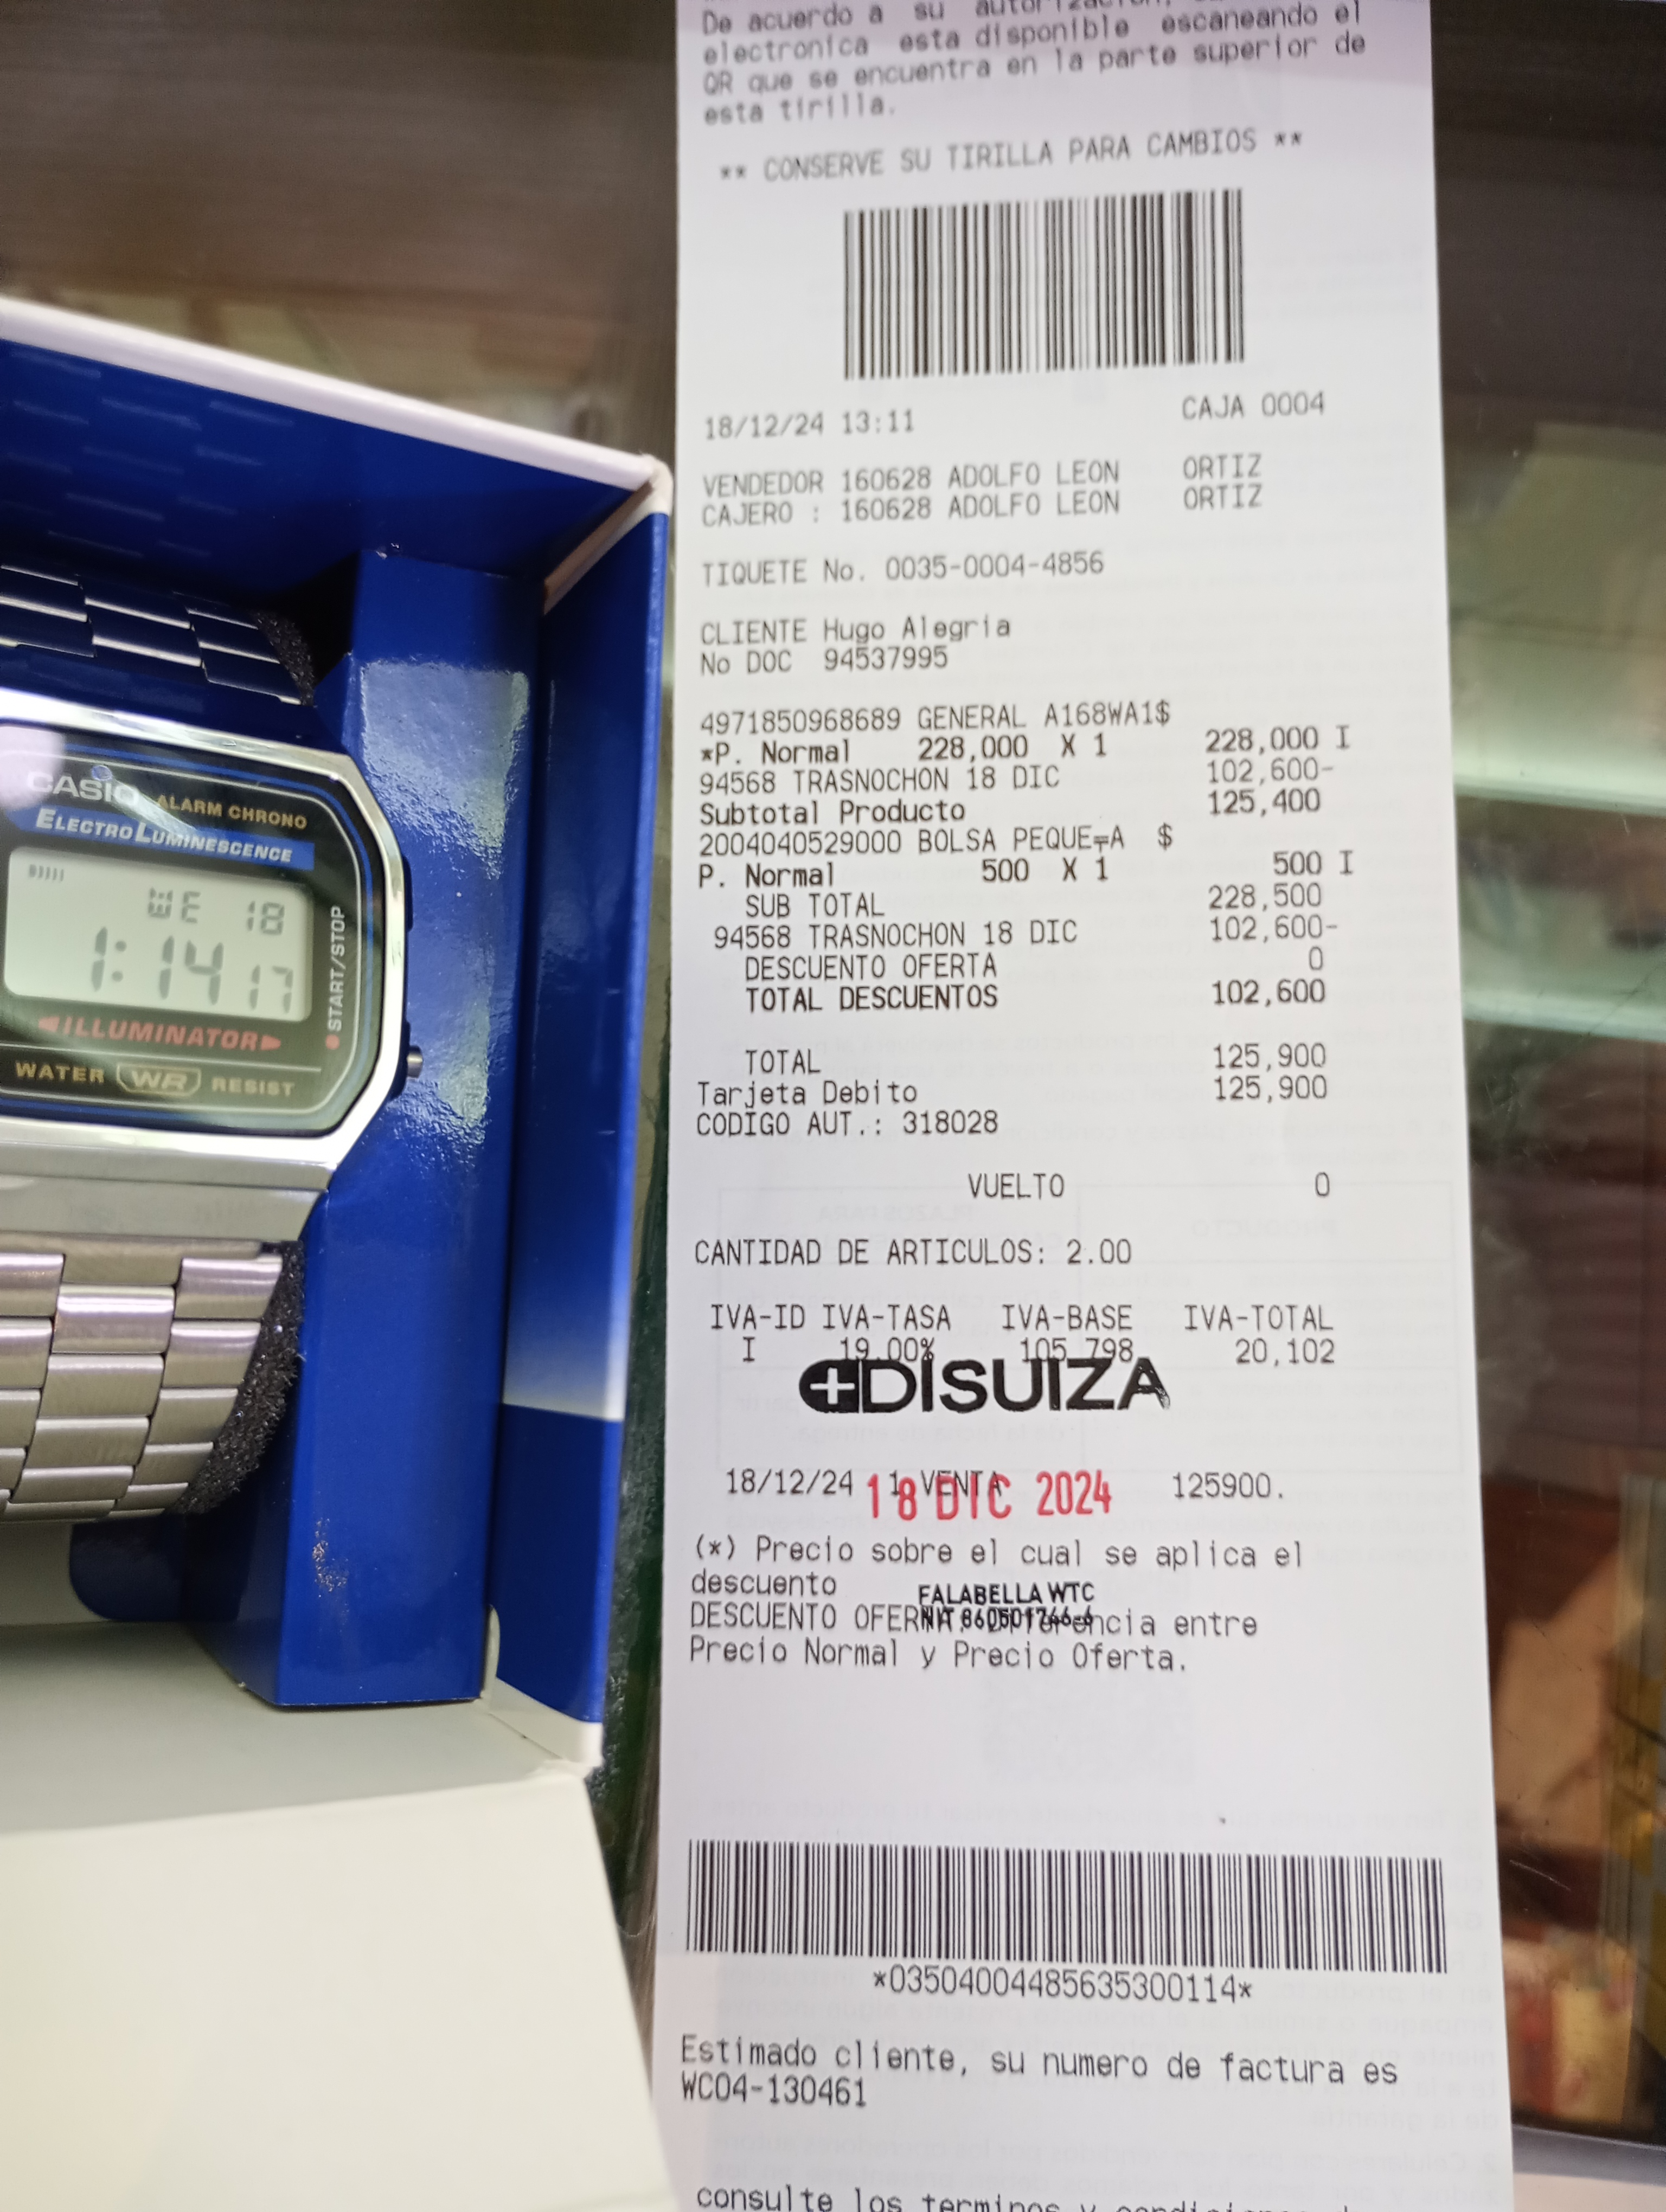 De acuerdo a su
electronica esta disponible escaneando el
QR que se encuentra en la parte superior de
esta tirilla.
** CONSERVE SU TIRILLA PARA CAMBIOS **
18/12/24 13:11 CAJA 0004
VENDEDOR 160628 ADOLFO LEON ORTIZ
CAJERO : 160628 ADOLFO LEON ORTIZ
TIQUETE No. 0035-0004-4856
CLIENTE Hugo Alegria
No DOC 94537995
4971850968689 GENERAL A168WA1$
*P. Normal 228,000 X 1 228,000 I
94568 TRASNOCHON 18 DIC 102,600-
Subtotal Producto 125,400
2004040529000 BOLSA PEQUE╤A $
P. Normal 500 X 1 500 I
SUB TOTAL 228,500
94568 TRASNOCHON 18 DIC 102,600-
DESCUENTO OFERTA 0
TOTAL DESCUENTOS 102,600
TOTAL 125,900
Tarjeta Debito 125,900
CODIGO AUT.: 318028
VUELTO 0
CANTIDAD DE ARTICULOS: 2.00
IVA-ID IVA-TASA IVA-BASE IVA-TOTAL
I 19.00% 105,798 20,102
DISUIZA
18/12/24 1 VENTA 125900.
18 DIC 2024
(*) Precio sobre el cual se aplica el
descuento
FALABELLA WTC
DESCUENTO entre
Precio Normal y Precio Oferta.
*03504004485635300114*
Estimado cliente, su numero de factura es
WC04-130461
consulte los terminos y condiciones
CASIO ALARM CHRONO
ELECTRO LUMINESCENCE
WE 18
1:14 17
START/STOP
ILLUMINATOR
WATER WR RESIST